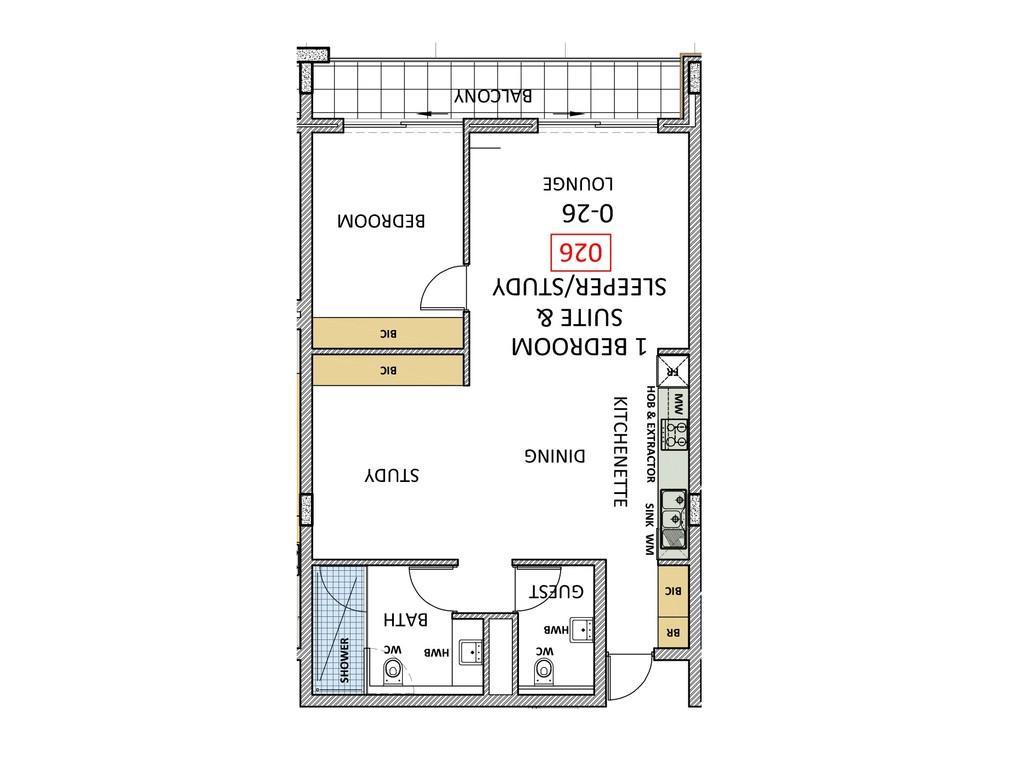 BALCONY
LOUNGE
0-26
026
BEDROOM
1 BEDROOM
SUITE &
SLEEPER/STUDY
BIC
BIC
FR
MW
HOB & EXTRACTOR
KITCHENETTE
DINING
STUDY
SINK
WM
BIC
BR
GUEST
HWB
WC
BATH
WC
HWB
SHOWER